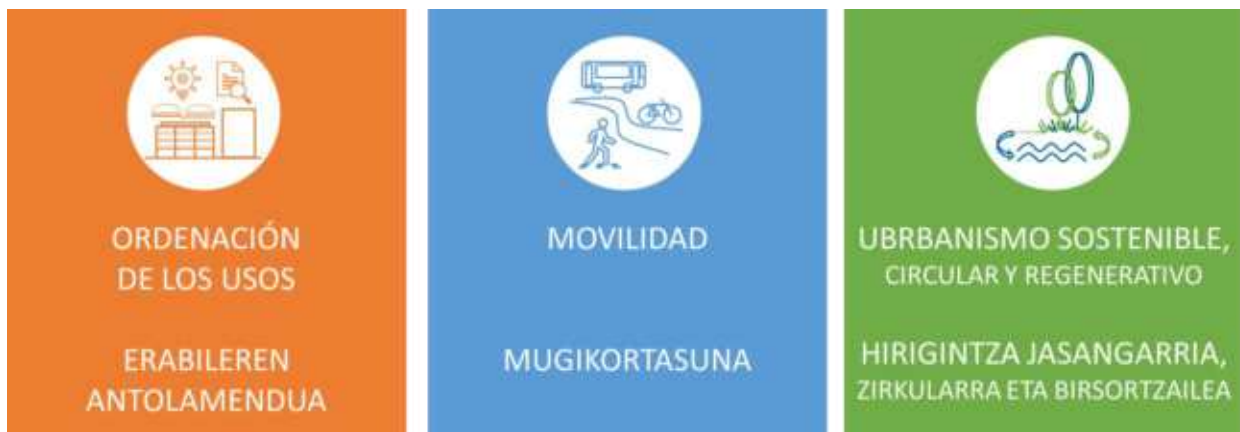 ORDENACIÓN
DE LOS USOS
ERABILEREN
ANTOLAMENDUA
MOVILIDAD
MUGIKORTASUNA
UBRBANISMO SOSTENIBLE,
CIRCULAR Y REGENERATIVO
HIRIGINTZA JASANGARRIA,
ZIRKULARRA ETA BIRSORTZAILEA